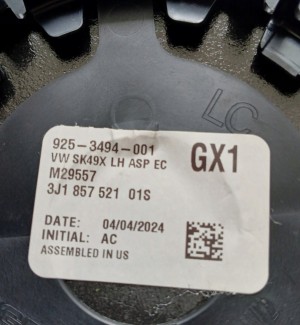 LC
925-3494-001
VW SK49X LH ASP EC
GX1
M29557
3J1 857 521 01S
DATE: 04/04/2024
INITIAL: AC
ASSEMBLED IN US